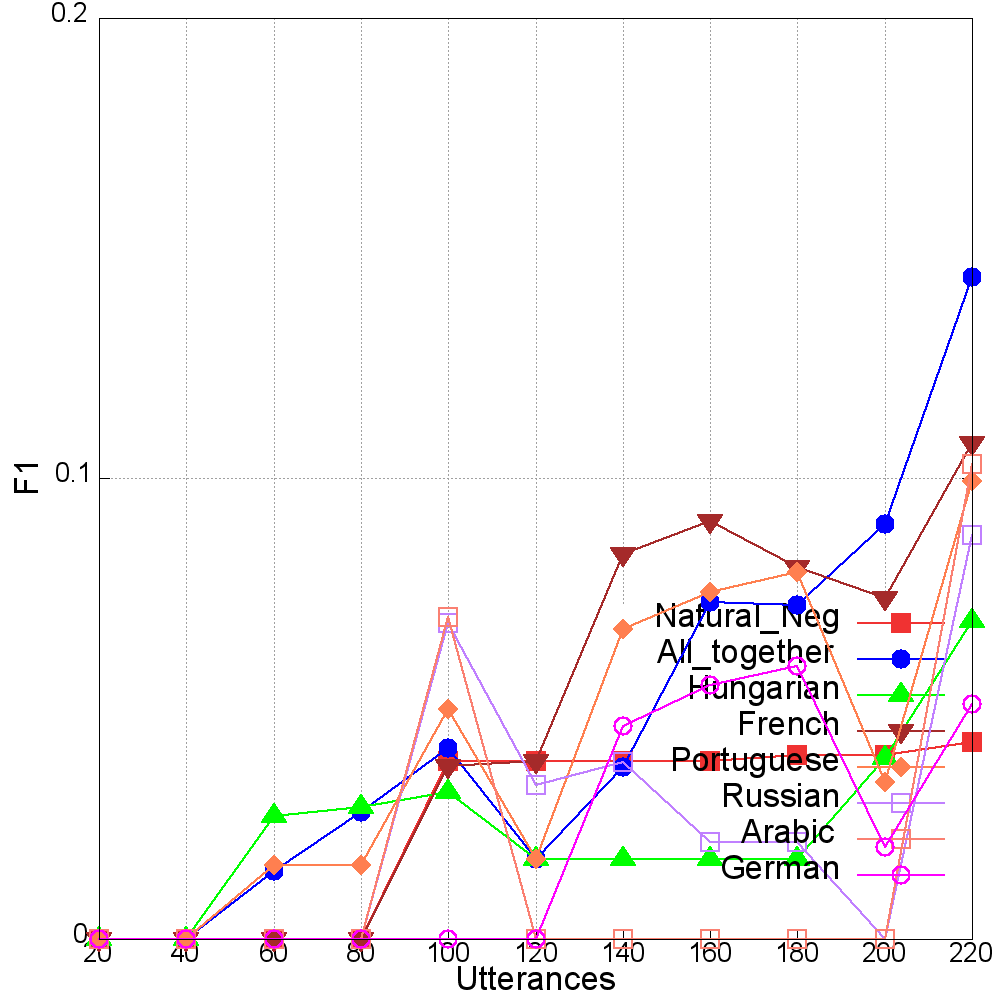 0.2
0.1
0
F1
Natural_Neg
All_together
Hungarian
French
Portuguese
Russian
Arabic
German
20 40 60 80 100 120 140 160 180 200 220
Utterances